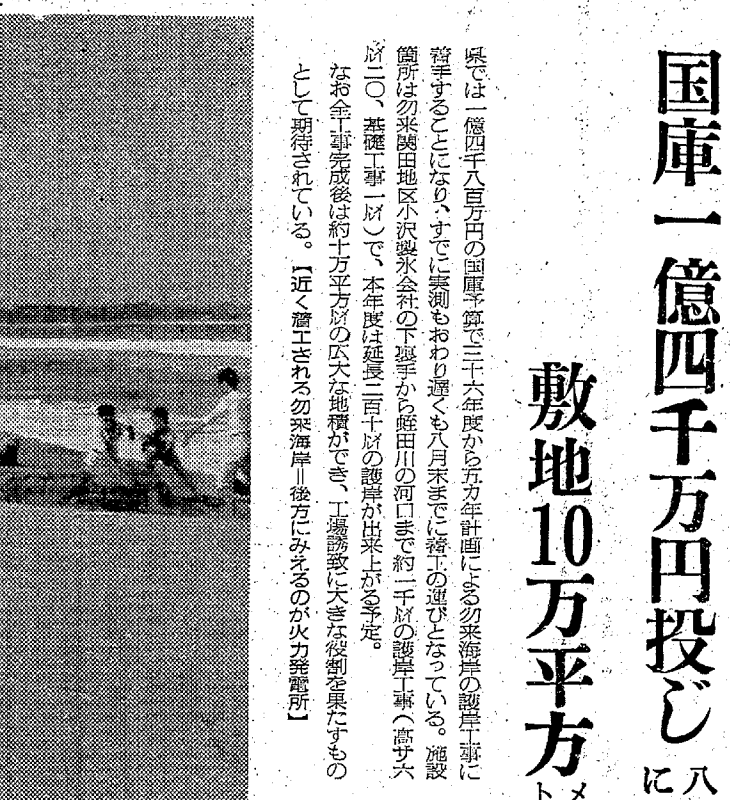 国庫一億四千万円投じ
八
に
敷地10万平方
メ
ト
県では一億四千八百万円の国庫予算で三十六年度から五カ年計画による勿来海岸の護岸工事に
着手することになり、すでに実測もおわり遅くも八月末までに着工の運びとなっている。施設
箇所は勿来関田地区小沢製氷会社の下裏手から蛭田川の河口まで約一千㍍の護岸工事（高サ六
㍍二〇、基礎工事一㍍）で、本年度は延長二百十㍍の護岸が出来上がる予定。
なお全工事完成後は約十万平方㍍の広大な地積ができ、工場誘致に大きな役割を果たすもの
として期待されている。【近く着工される勿来海岸＝後方にみえるのが火力発電所】